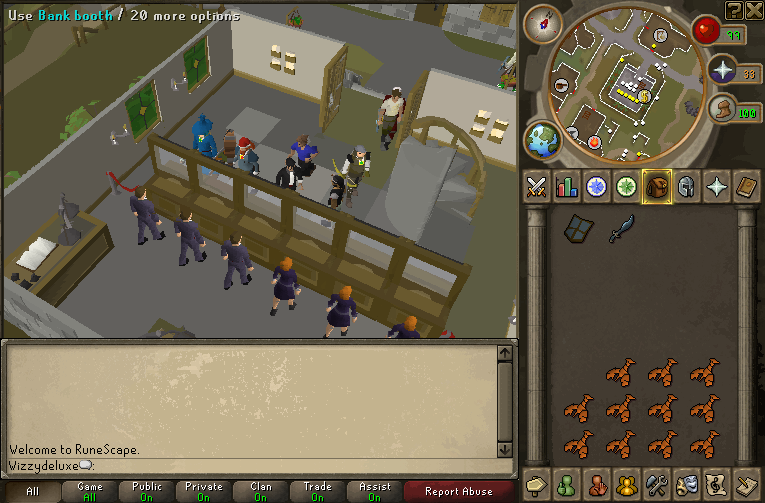 Use Bank booth / 20 more options
99
33
100
Welcome to RuneScape.
Wizzydeluxe:
All
Game
All
Public
On
Private
On
Clan
On
Trade
On
Assist
On
Report Abuse